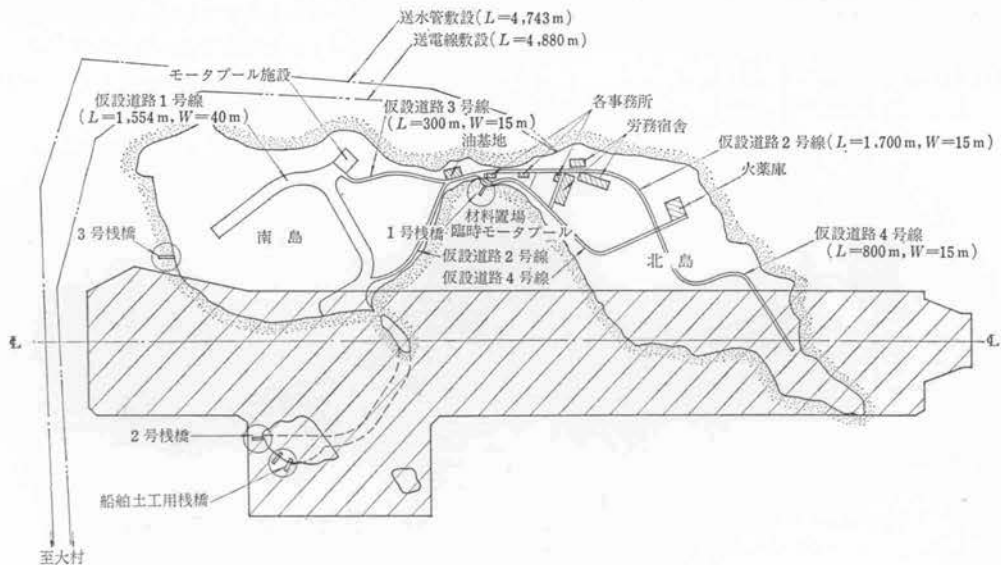 送水管敷設(L=4,743m)
送電線敷設(L=4,880m)
モータプール施設
仮設道路1号線
(L=1,554m, W=40m)
仮設道路3号線
(L=300m, W=15m)
油基地
各事務所
労務宿舎
仮設道路2号線(L=1,700m, W=15m)
火薬庫
3号桟橋
南島
1号桟橋
材料置場
臨時モータプール
仮設道路2号線
仮設道路4号線
北島
仮設道路4号線
(L=800m, W=15m)
℄
℄
2号桟橋
船舶土工用桟橋
至大村